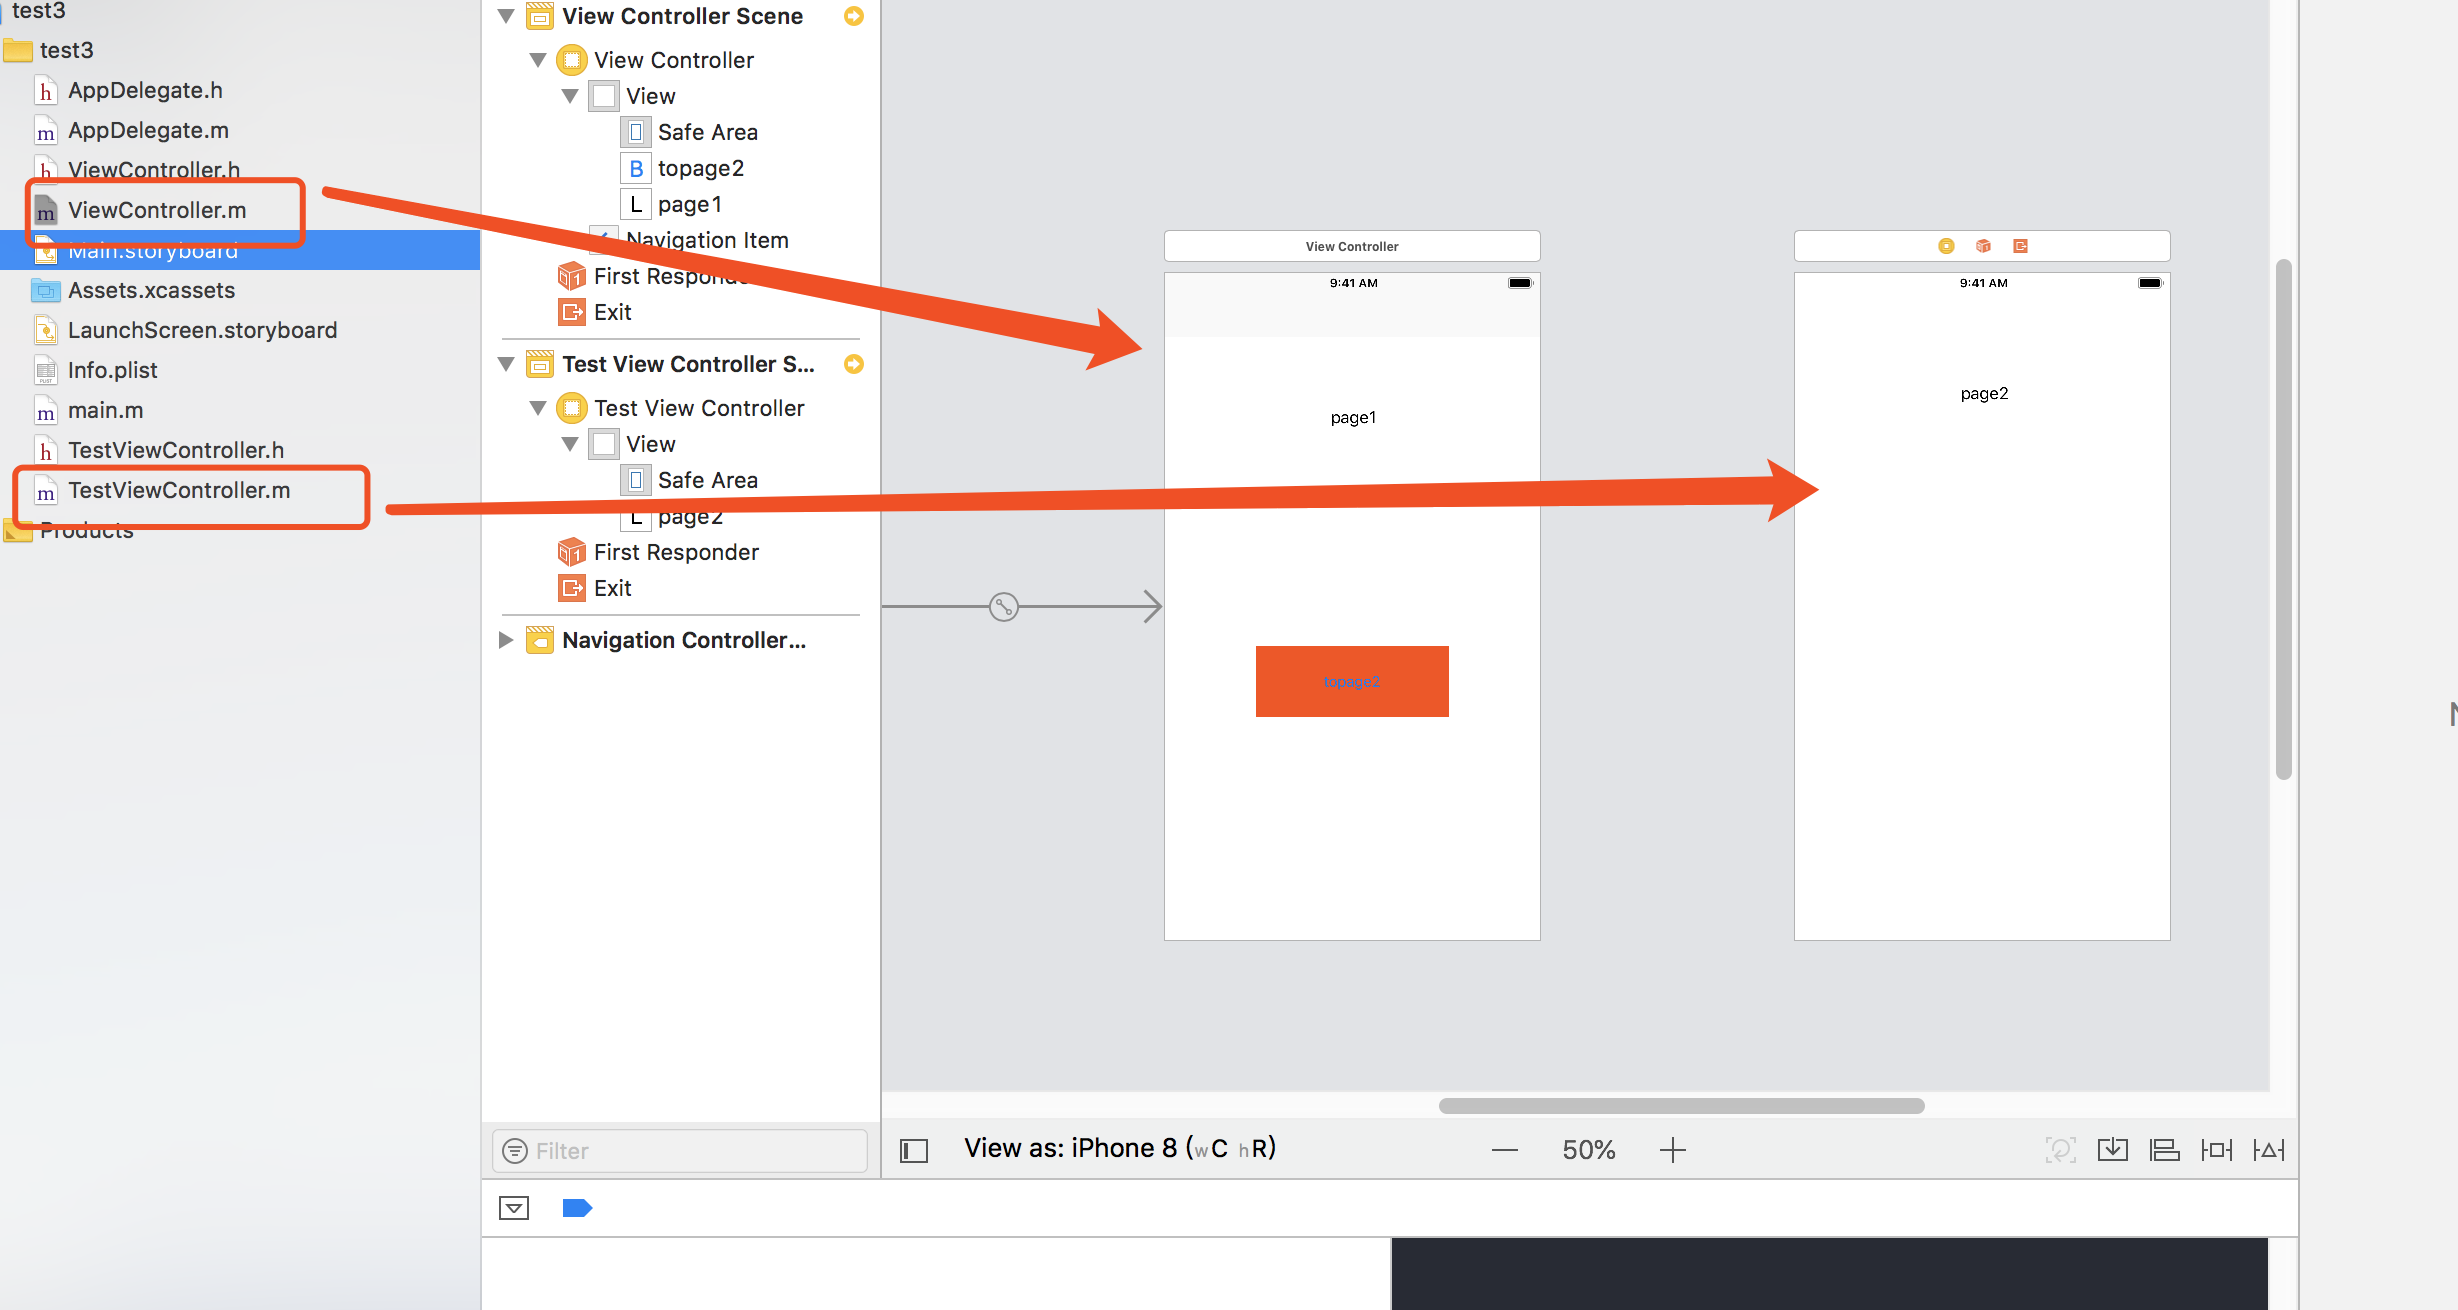 test3
test3
AppDelegate.h
AppDelegate.m
ViewController.h
ViewController.m
Main.storyboard
Assets.xcassets
LaunchScreen.storyboard
Info.plist
main.m
TestViewController.h
TestViewController.m
Products
View Controller Scene
View Controller
View
Safe Area
B topage2
L page1
Navigation Item
First Responder
Exit
Test View Controller S...
Test View Controller
View
Safe Area
L page2
First Responder
Exit
Navigation Controller...
Filter
View Controller
9:41 AM
page1
topage2
9:41 AM
page2
View as: iPhone 8 (wC hR)
50%